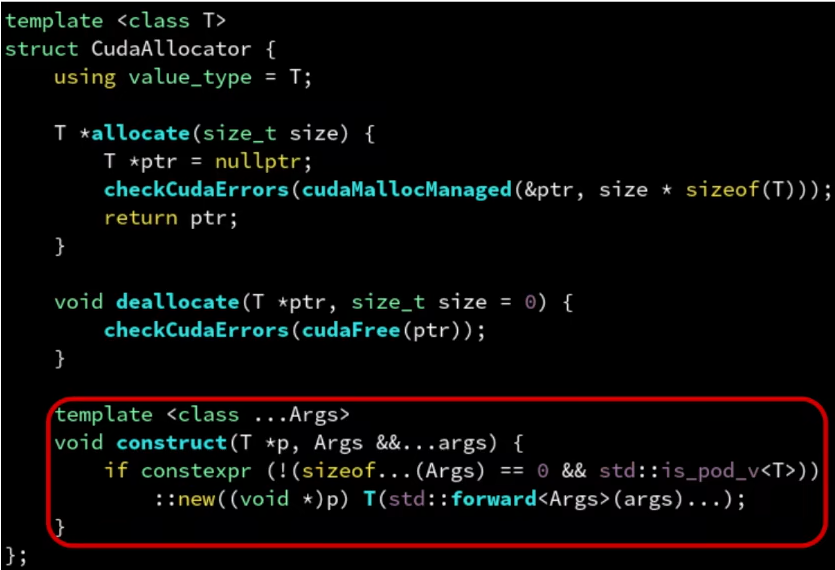 template <class T>
struct CudaAllocator {
    using value_type = T;

    T *allocate(size_t size) {
        T *ptr = nullptr;
        checkCudaErrors(cudaMallocManaged(&ptr, size * sizeof(T)));
        return ptr;
    }

    void deallocate(T *ptr, size_t size = 0) {
        checkCudaErrors(cudaFree(ptr));
    }

    template <class ...Args>
    void construct(T *p, Args &&...args) {
        if constexpr (!(sizeof...(Args) == 0 && std::is_pod_v<T>))
            ::new((void *)p) T(std::forward<Args>(args)...);
    }
};